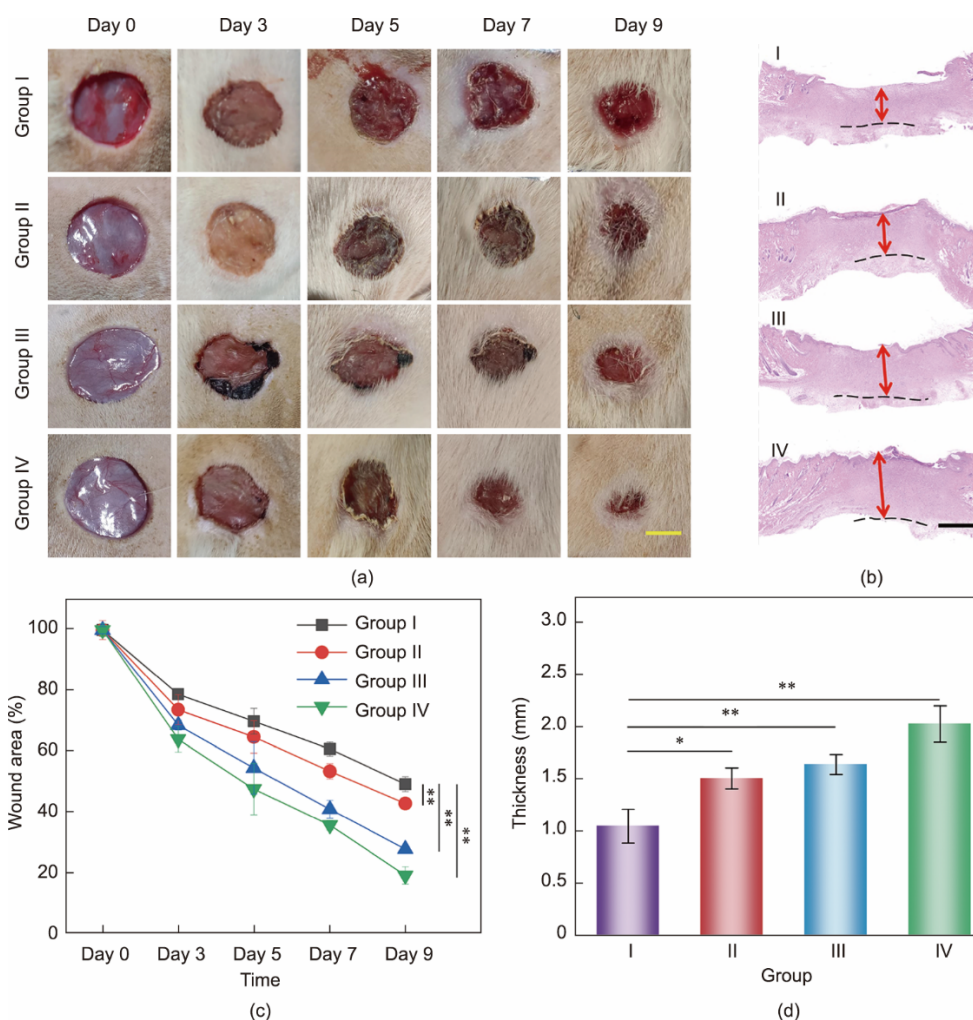 Day 0 Day 3 Day 5 Day 7 Day 9
Group I
Group II
Group III
Group IV
(a)
I
II
III
IV
(b)
Wound area (%)
100
80
60
40
20
0
Group I
Group II
Group III
Group IV
**
**
**
Day 0 Day 3 Day 5 Day 7 Day 9
Time
(c)
Thickness (mm)
3.0
2.5
2.0
1.5
1.0
0.5
0
**
**
*
I II III IV
Group
(d)